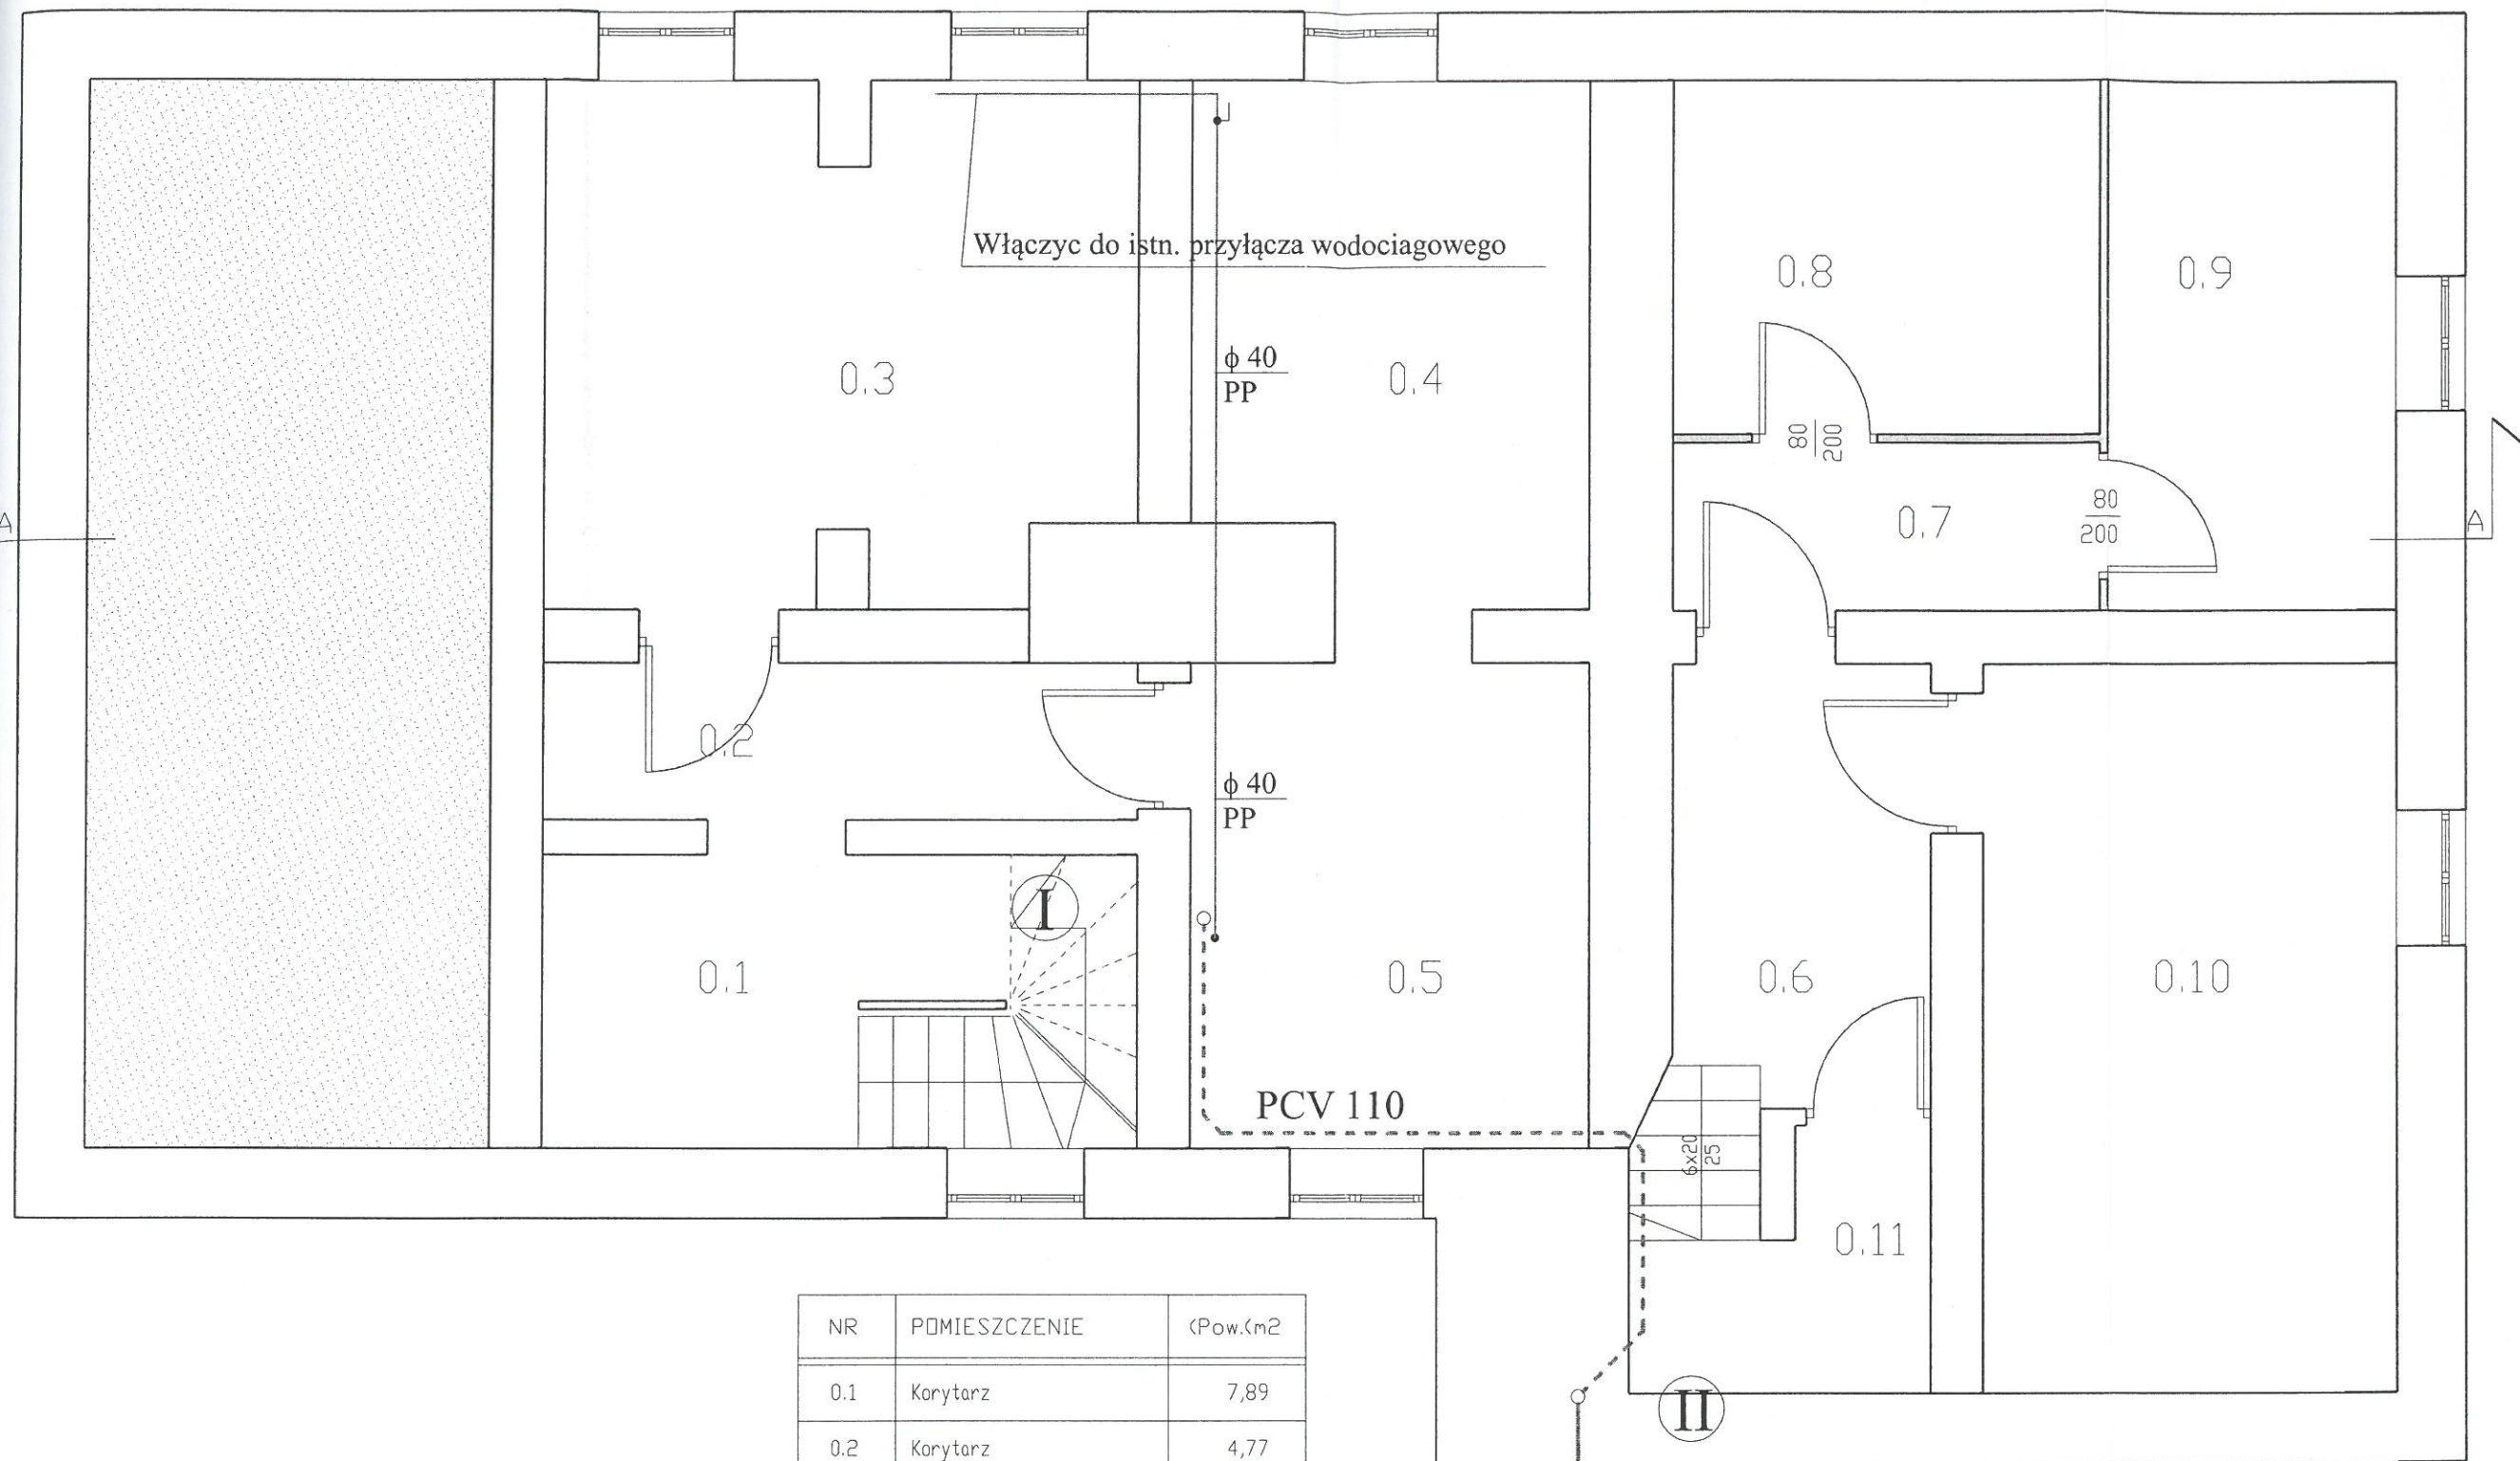 Włączyc do istn. przyłącza wodociagowego
0.8
0.9
0.3
φ 40
PP
0.4
80
200
0.7
80
200
A
A
0.2
φ 40
PP
I
0.1
0.5
0.6
0.10
PCV 110
6x20
25
0.11
NR POMIESZCZENIE (Pow.(m2
0.1 Korytarz 7,89
0.2 Korytarz 4,77
II